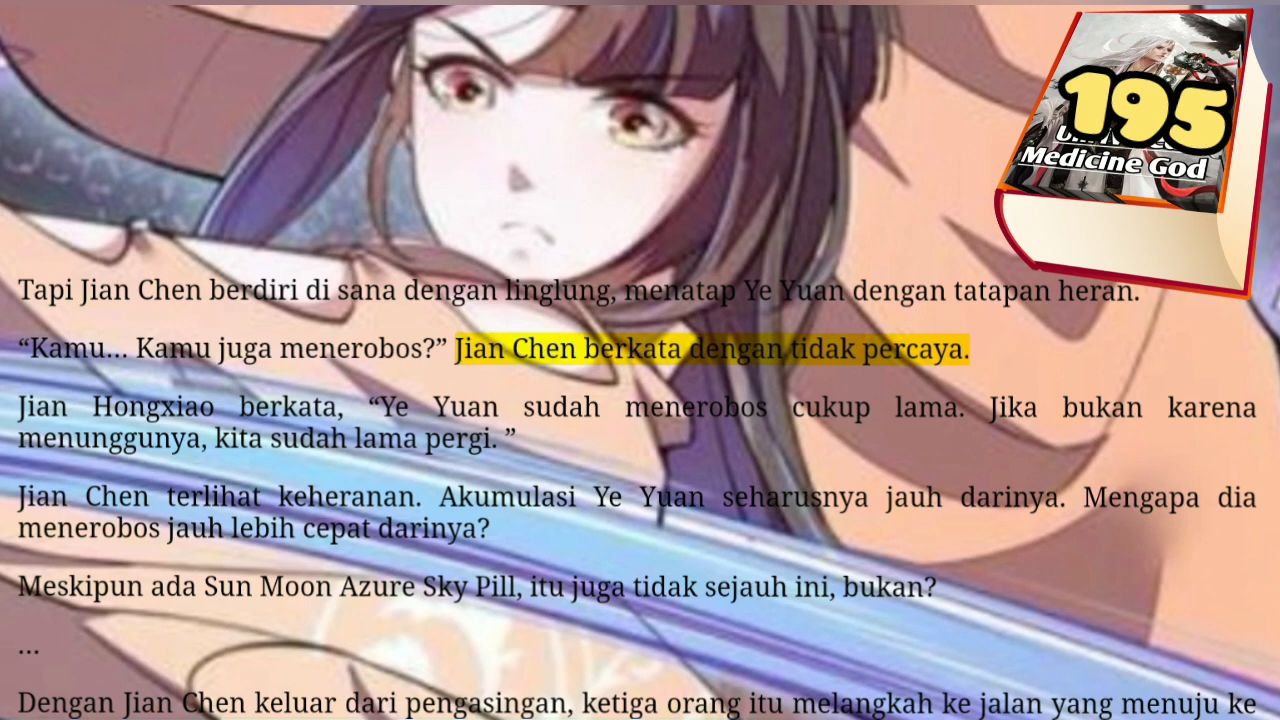 195
Medicine God
Tapi Jian Chen berdiri di sana dengan linglung, menatap Ye Yuan dengan tatapan heran.
“Kamu… Kamu juga menerobos?” Jian Chen berkata dengan tidak percaya.
Jian Hongxiao berkata, “Ye Yuan sudah menerobos cukup lama. Jika bukan karena
menunggunya, kita sudah lama pergi. ”
Jian Chen terlihat keheranan. Akumulasi Ye Yuan seharusnya jauh darinya. Mengapa dia
menerobos jauh lebih cepat darinya?
Meskipun ada Sun Moon Azure Sky Pill, itu juga tidak sejauh ini, bukan?
…
Dengan Jian Chen keluar dari pengasingan, ketiga orang itu melangkah ke jalan yang menuju ke